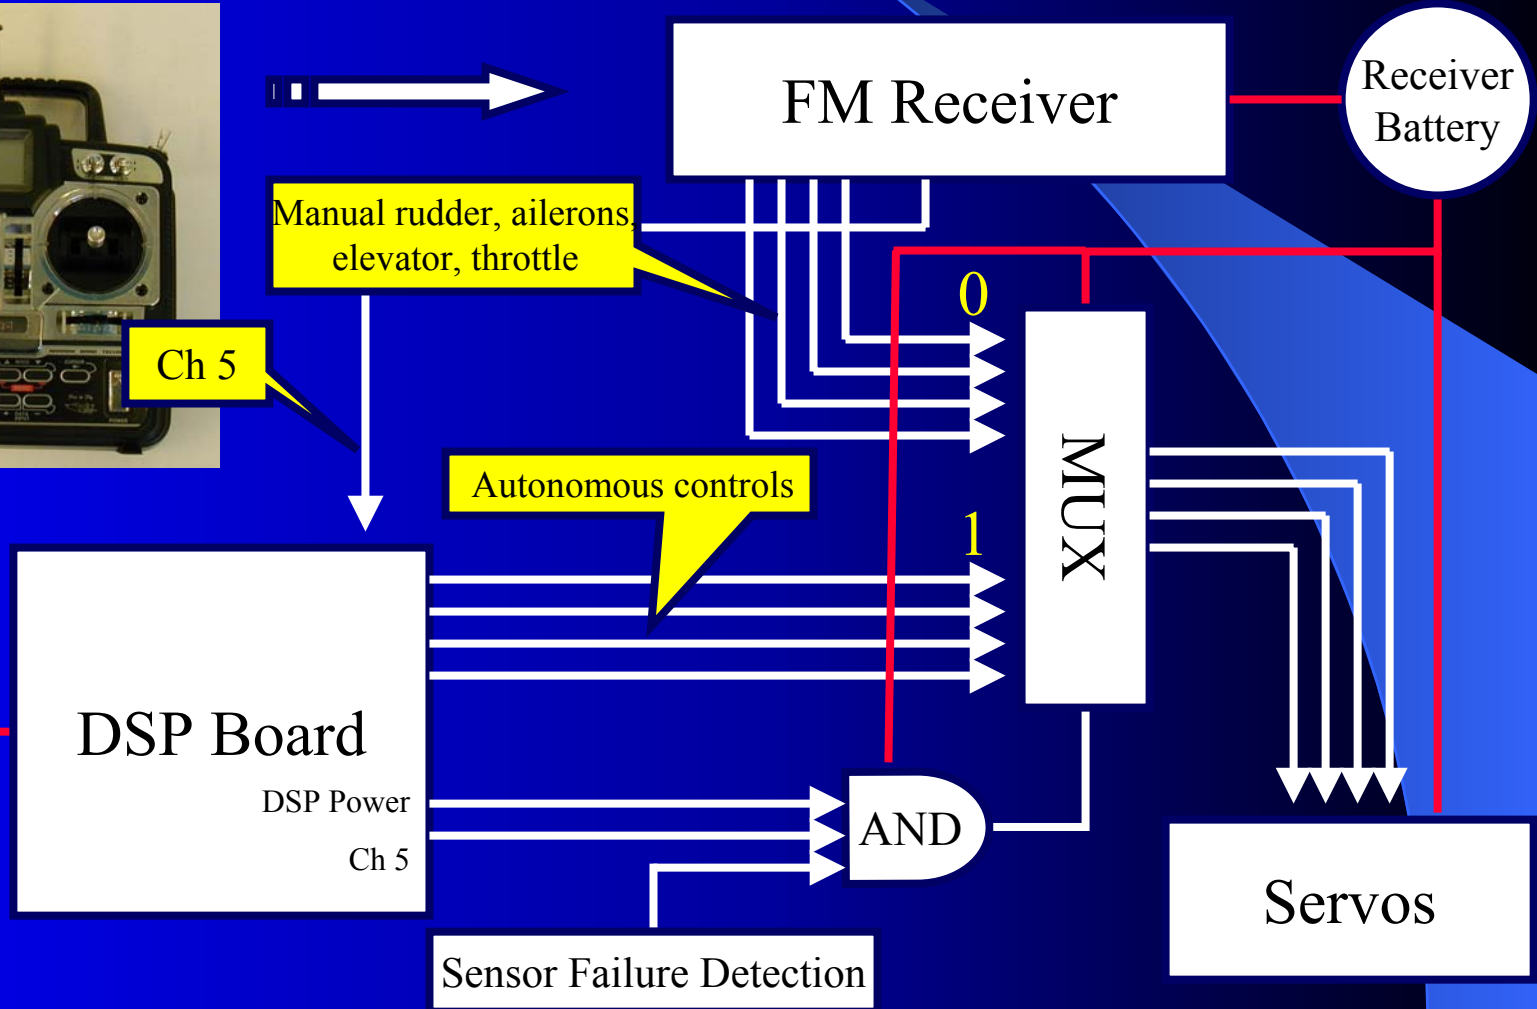 FM Receiver
Receiver
Battery
Manual rudder, ailerons,
elevator, throttle
0
Ch 5
MUX
Autonomous controls
1
DSP Board
DSP Power
Ch 5
AND
Servos
Sensor Failure Detection